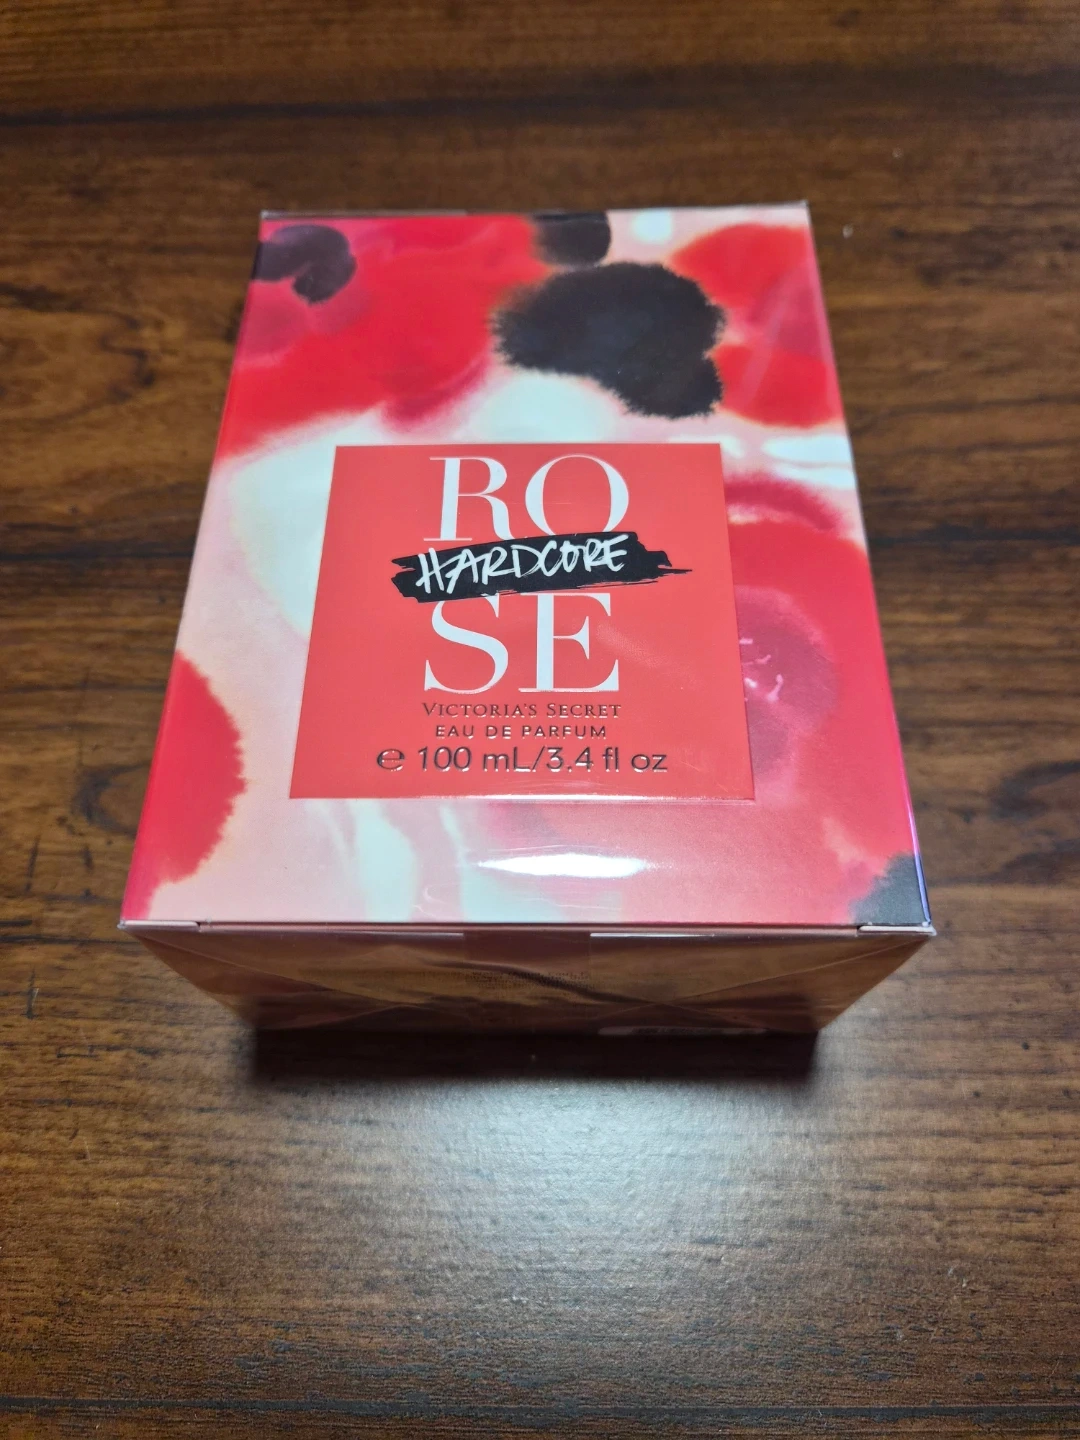 RO
HARDCORE
SE
VICTORIA'S SECRET
EAU DE PARFUM
℮ 100 mL/3.4 fl oz